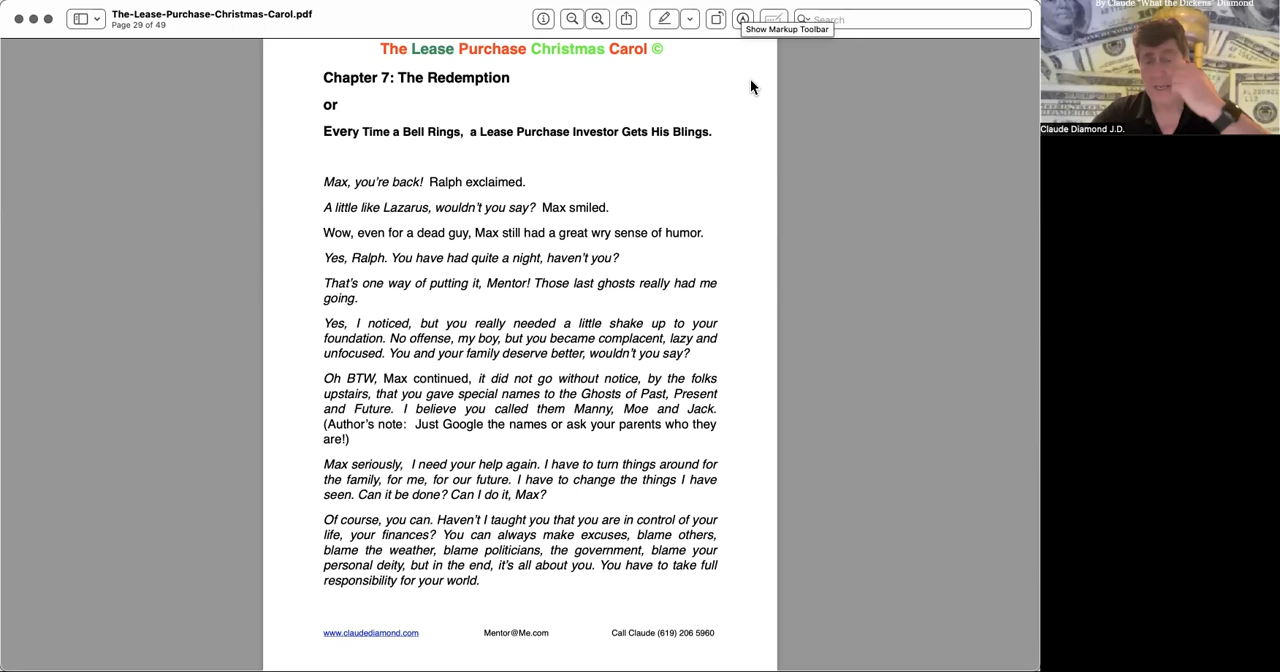 The-Lease-Purchase-Christmas-Carol.pdf
Page 29 of 49
Search
Show Markup Toolbar
By Claude "What the Dickens" Diamond
Claude Diamond J.D.
The Lease Purchase Christmas Carol ©
Chapter 7: The Redemption
or
Every Time a Bell Rings, a Lease Purchase Investor Gets His Blings.
Max, you're back! Ralph exclaimed.
A little like Lazarus, wouldn't you say? Max smiled.
Wow, even for a dead guy, Max still had a great wry sense of humor.
Yes, Ralph. You have had quite a night, haven't you?
That's one way of putting it, Mentor! Those last ghosts really had me
going.
Yes, I noticed, but you really needed a little shake up to your
foundation. No offense, my boy, but you became complacent, lazy and
unfocused. You and your family deserve better, wouldn't you say?
Oh BTW, Max continued, it did not go without notice, by the folks
upstairs, that you gave special names to the Ghosts of Past, Present
and Future. I believe you called them Manny, Moe and Jack.
(Author's note: Just Google the names or ask your parents who they
are!)
Max seriously, I need your help again. I have to turn things around for
the family, for me, for our future. I have to change the things I have
seen. Can it be done? Can I do it, Max?
Of course, you can. Haven't I taught you that you are in control of your
life, your finances? You can always make excuses, blame others,
blame the weather, blame politicians, the government, blame your
personal deity, but in the end, it's all about you. You have to take full
responsibility for your world.
www.claudediamond.com Mentor@Me.com Call Claude (619) 206 5960